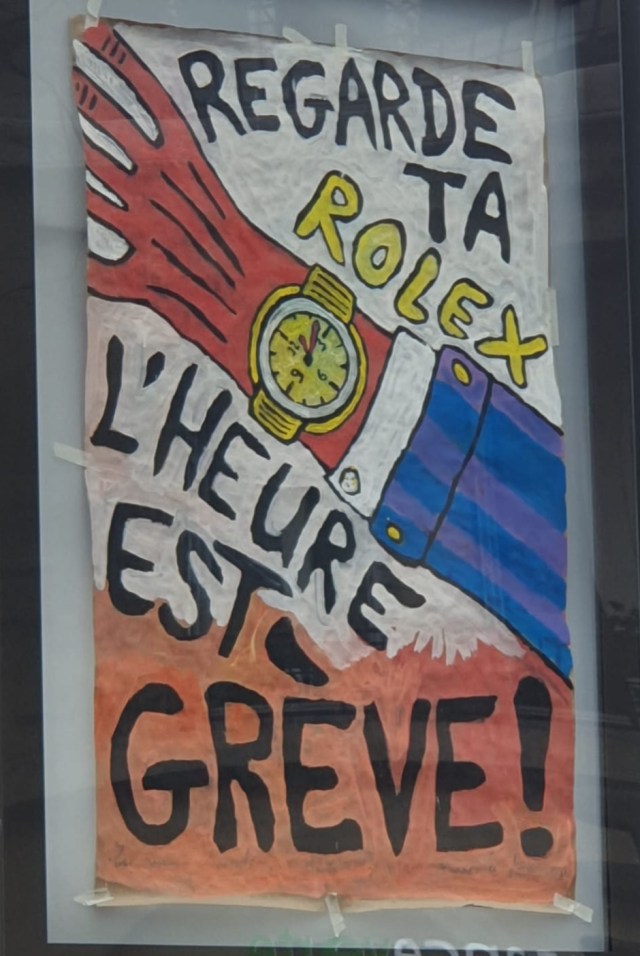 REGARDE
TA
ROLEX
L'HEURE
EST
GRÈVE!